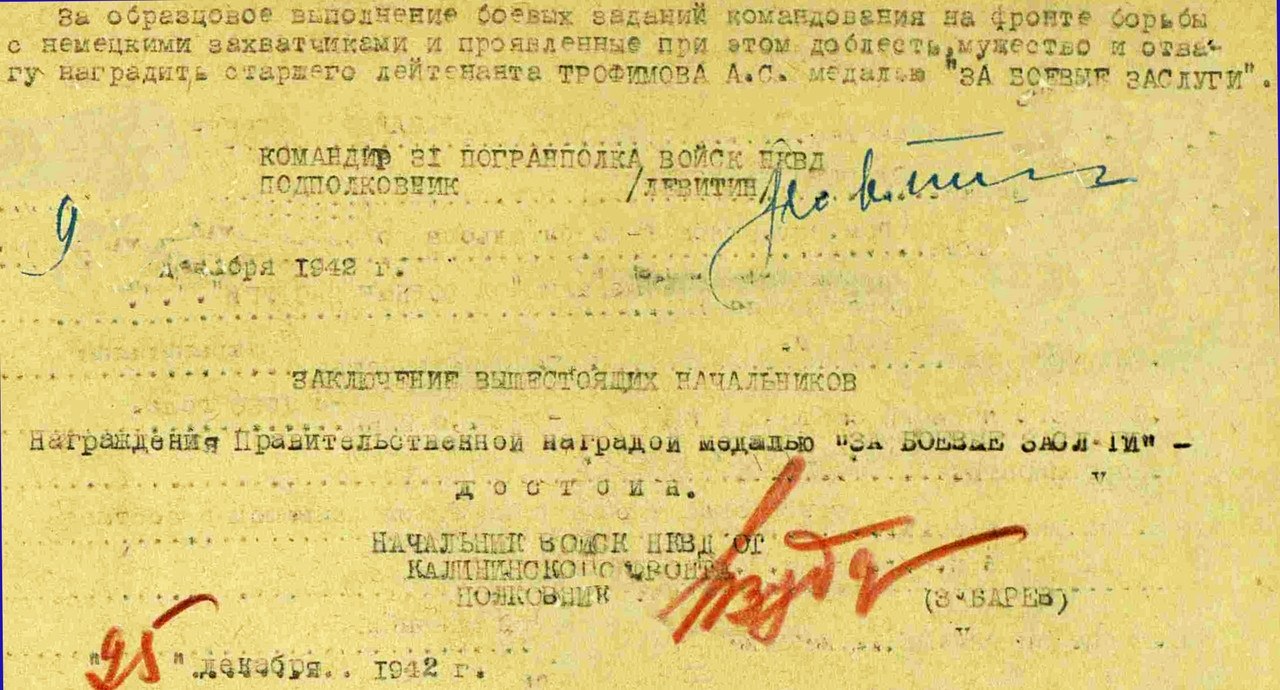 За образцовое выполнение боевых заданий командования на фронте борьбы
с немецкими захватчиками и проявленные при этом доблесть, мужество и отва-
гу наградить старшего лейтенанта ТРОФИМОВА А.С. медалью "ЗА БОЕВЫЕ ЗАСЛУГИ".
КОМАНДИР 31 ПОГРАНПОЛКА ВОЙСК НКВД
ПОДПОЛКОВНИК /ЛЕВИТИН/
9
декабря 1942 г.
ЗАКЛЮЧЕНИЕ ВЫШЕСТОЯЩИХ НАЧАЛЬНИКОВ
Награждения Правительственной наградой медалью "ЗА БОЕВЫЕ ЗАСЛУГИ" -
д о с т о и н.
НАЧАЛЬНИК ВОЙСК НКВД ОТ
КАЛИНИНСКОГО ФРОНТА
ПОЛКОВНИК (ЗУБАРЕВ)
"25" декабря.. 1942 г.